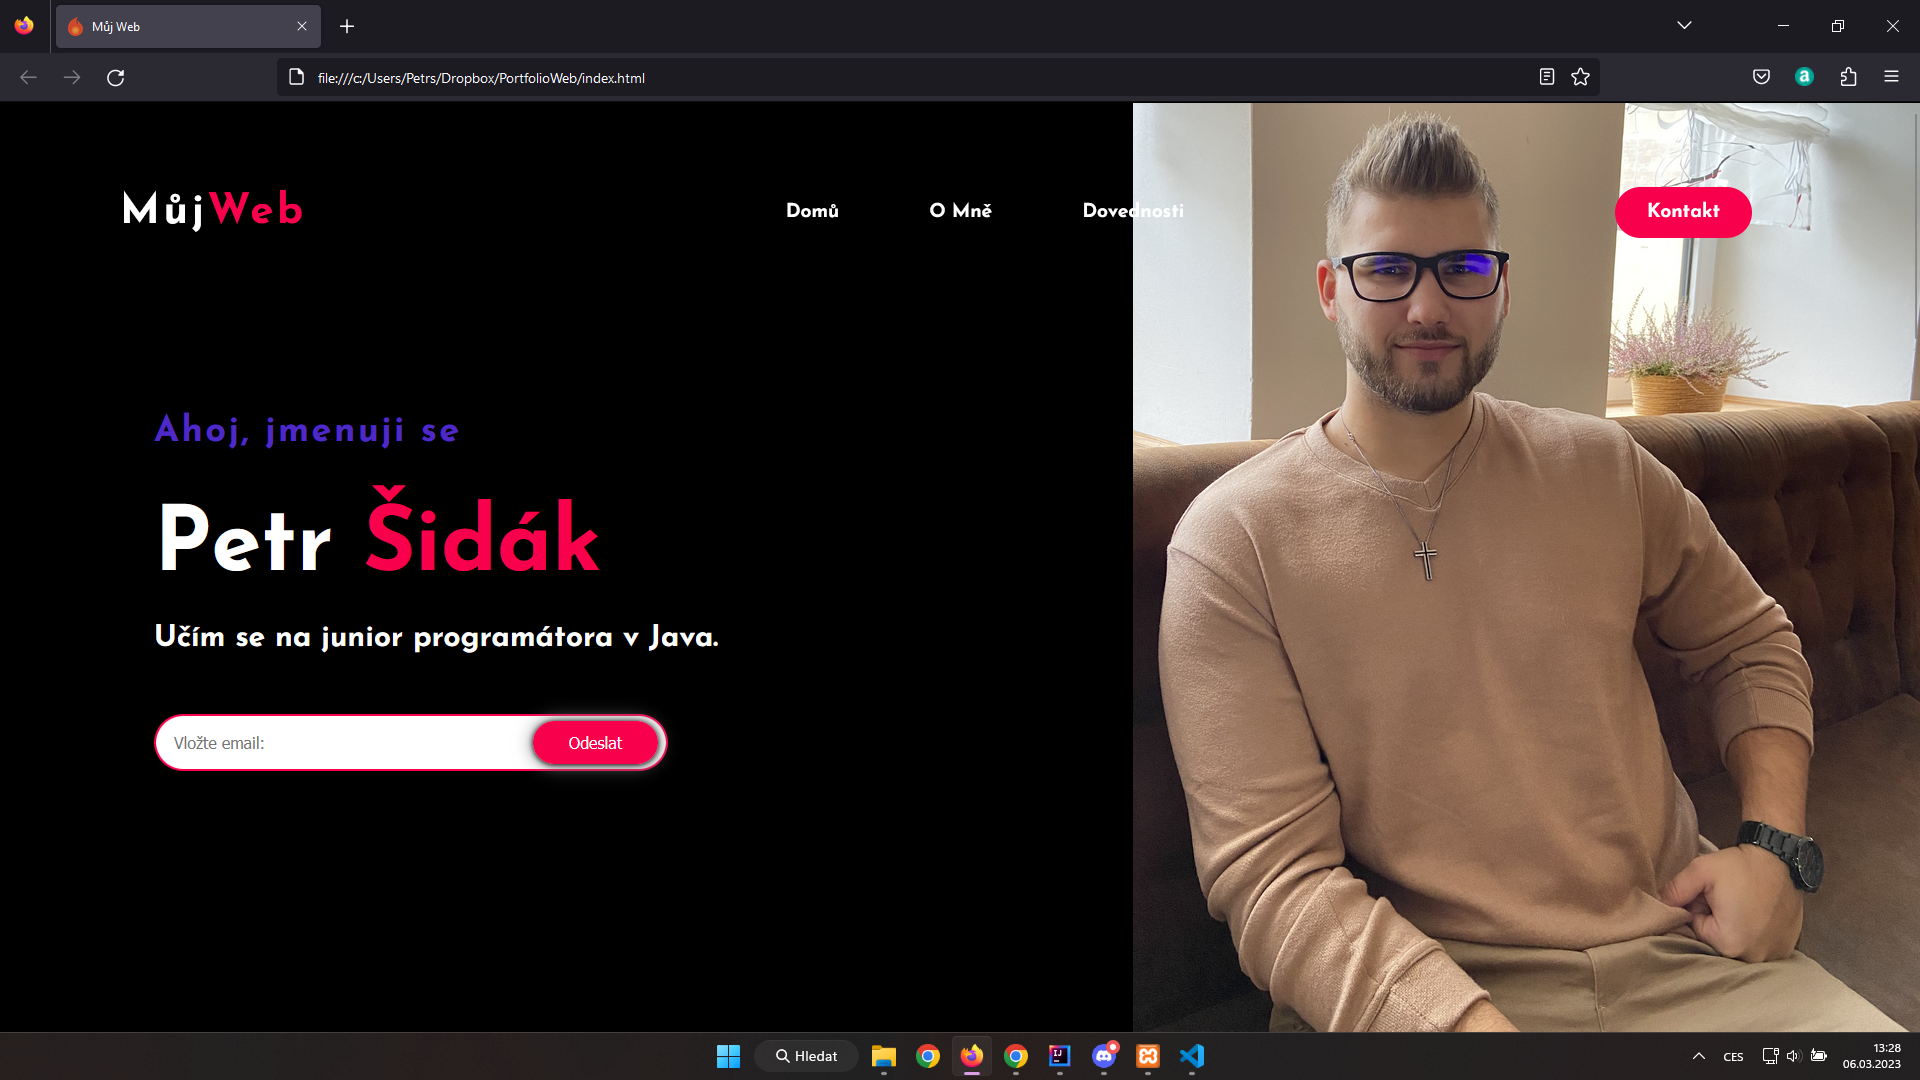 Můj Web
file:///c:/Users/Petrs/Dropbox/PortfolioWeb/index.html
MůjWeb
Domů
O Mně
Dovednosti
Kontakt
Ahoj, jmenuji se
Petr Šidák
Učím se na junior programátora v Java.
Vložte email:
Odeslat
Hledat
CES
13:28
06.03.2023